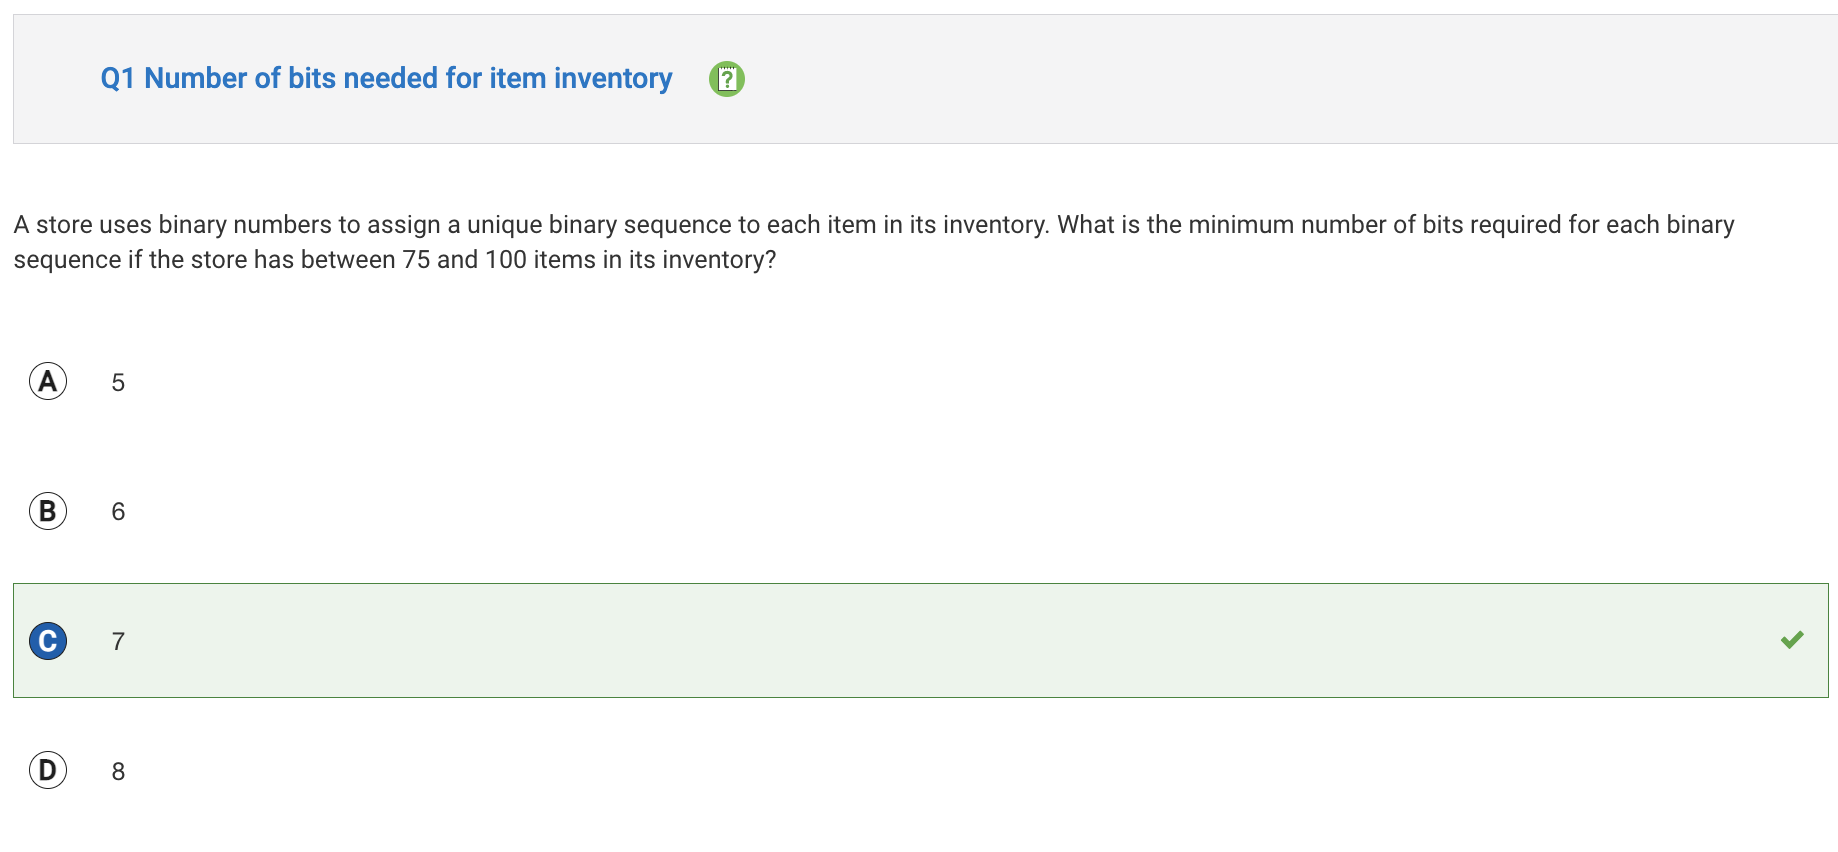 Q1 Number of bits needed for item inventory ?
A store uses binary numbers to assign a unique binary sequence to each item in its inventory. What is the minimum number of bits required for each binary
sequence if the store has between 75 and 100 items in its inventory?
A 5
B 6
C 7
D 8